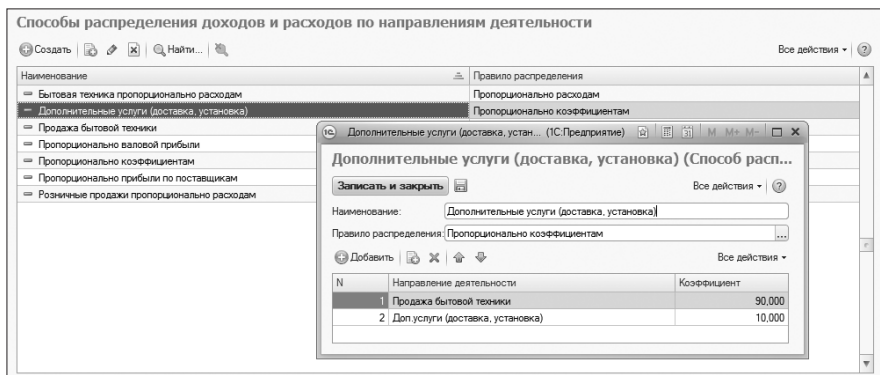 Способы распределения доходов и расходов по направлениям деятельности
Создать Найти... Все действия
Наименование Правило распределения
Бытовая техника пропорционально расходам Пропорционально расходам
Дополнительные услуги (доставка, установка) Пропорционально коэффициентам
Продажа бытовой техники
Пропорционально валовой прибыли
Пропорционально коэффициентам
Пропорционально прибыли по поставщикам
Розничные продажи пропорционально расходам
Дополнительные услуги (доставка, устан... (1С:Предприятие) M M+ M-
Дополнительные услуги (доставка, установка) (Способ расп...
Записать и закрыть Все действия
Наименование: Дополнительные услуги (доставка, установка)
Правило распределения: Пропорционально коэффициентам ...
Добавить Все действия
N Направление деятельности Коэффициент
1 Продажа бытовой техники 90,000
2 Доп.услуги (доставка, установка) 10,000